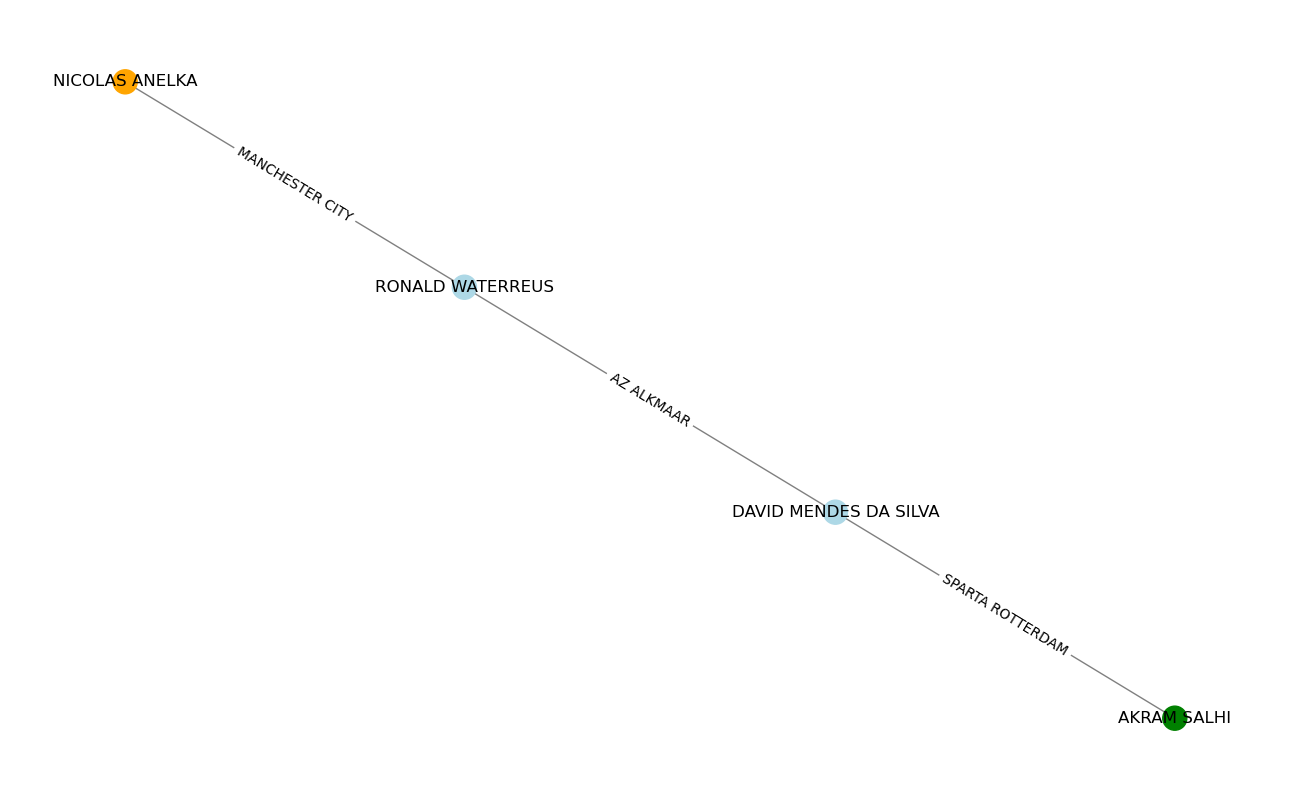 NICOLAS ANELKA
MANCHESTER CITY
RONALD WATERREUS
AZ ALKMAAR
DAVID MENDES DA SILVA
SPARTA ROTTERDAM
AKRAM SALHI